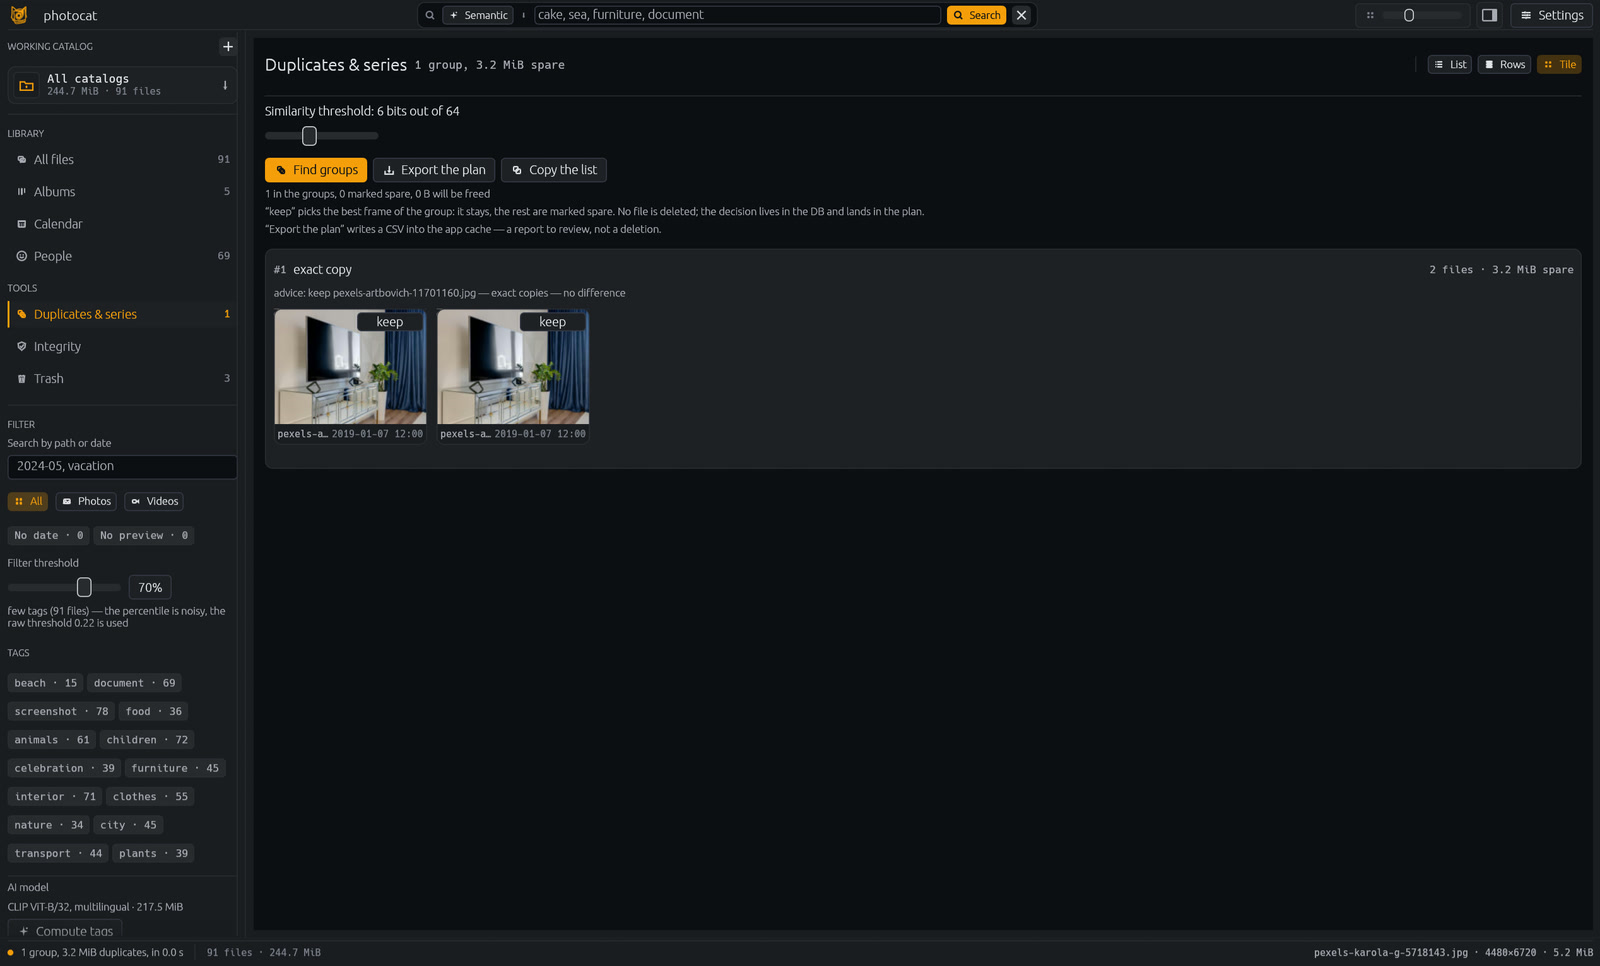 photocat
Semantic
cake, sea, furniture, document
Search
Settings
WORKING CATALOG
All catalogs
244.7 MiB · 91 files
LIBRARY
All files 91
Albums 5
Calendar
People 69
TOOLS
Duplicates & series 1
Integrity
Trash 3
FILTER
Search by path or date
2024-05, vacation
All Photos Videos
No date · 0 No preview · 0
Filter threshold
70%
few tags (91 files) — the percentile is noisy, the
raw threshold 0.22 is used
TAGS
beach · 15 document · 69
screenshot · 78 food · 36
animals · 61 children · 72
celebration · 39 furniture · 45
interior · 71 clothes · 55
nature · 34 city · 45
transport · 44 plants · 39
AI model
CLIP ViT-B/32, multilingual · 217.5 MiB
Compute tags
Duplicates & series 1 group, 3.2 MiB spare
List Rows Tile
Similarity threshold: 6 bits out of 64
Find groups Export the plan Copy the list
1 in the groups, 0 marked spare, 0 B will be freed
“keep” picks the best frame of the group: it stays, the rest are marked spare. No file is deleted; the decision lives in the DB and lands in the plan.
“Export the plan” writes a CSV into the app cache — a report to review, not a deletion.
#1 exact copy 2 files · 3.2 MiB spare
advice: keep pexels-artbovich-11701160.jpg — exact copies — no difference
keep keep
pexels-a… 2019-01-07 12:00 pexels-a… 2019-01-07 12:00
1 group, 3.2 MiB duplicates, in 0.0 s 91 files · 244.7 MiB pexels-karola-g-5718143.jpg · 4480×6720 · 5.2 MiB